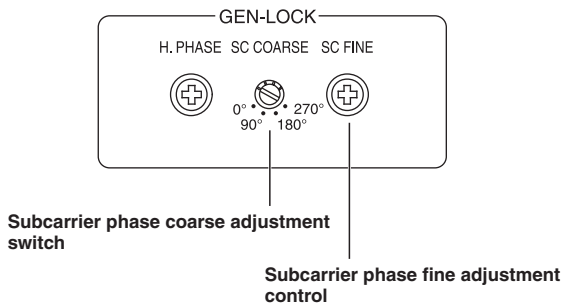 GEN-LOCK
H. PHASE SC COARSE SC FINE
0° 270°
90° 180°
Subcarrier phase coarse adjustment
switch
Subcarrier phase fine adjustment
control